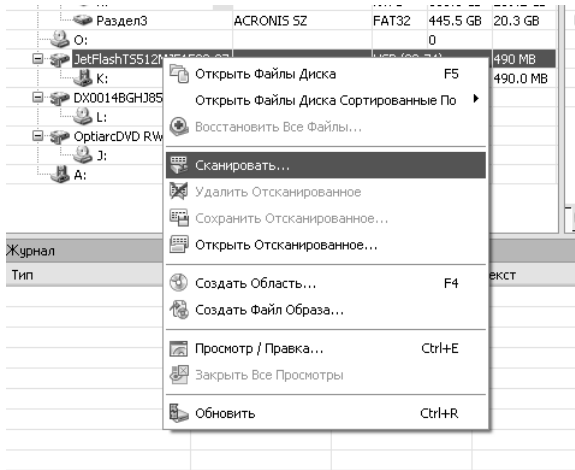 Раздел3 ACRONIS SZ FAT32 445.5 GB 20.3 GB
O: 0
490 MB
K: 490.0 MB
DX0014BGHJ85
L:
OptiarcDVD RW
J:
A:
Открыть Файлы Диска F5
Открыть Файлы Диска Сортированные По
Восстановить Все Файлы...
Сканировать...
Удалить Отсканированное
Сохранить Отсканированное...
Открыть Отсканированное...
Создать Область... F4
Создать Файл Образа...
Просмотр / Правка... Ctrl+E
Закрыть Все Просмотры
Обновить Ctrl+R
Журнал
Тип екст